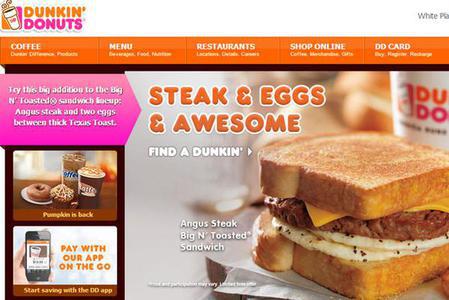 DUNKIN'
DONUTS
White Pla
COFFEE
Dunkin' Difference, Products
MENU
Beverages, Food, Nutrition
RESTAURANTS
Locations, Details, Careers
SHOP ONLINE
Coffee, Merchandise, Gifts
DD CARD
Buy, Register, Recharge
Try this big addition to the Big
N' Toasted® sandwich lineup:
Angus steak and two eggs
between thick Texas Toast.
STEAK & EGGS
& AWESOME
FIND A DUNKIN'
Angus Steak
Big N' Toasted®
Sandwich
Price and participation may vary. Limited time offer.
Pumpkin is back
PAY WITH
OUR APP
ON THE GO
Start saving with the DD app
DU
DO